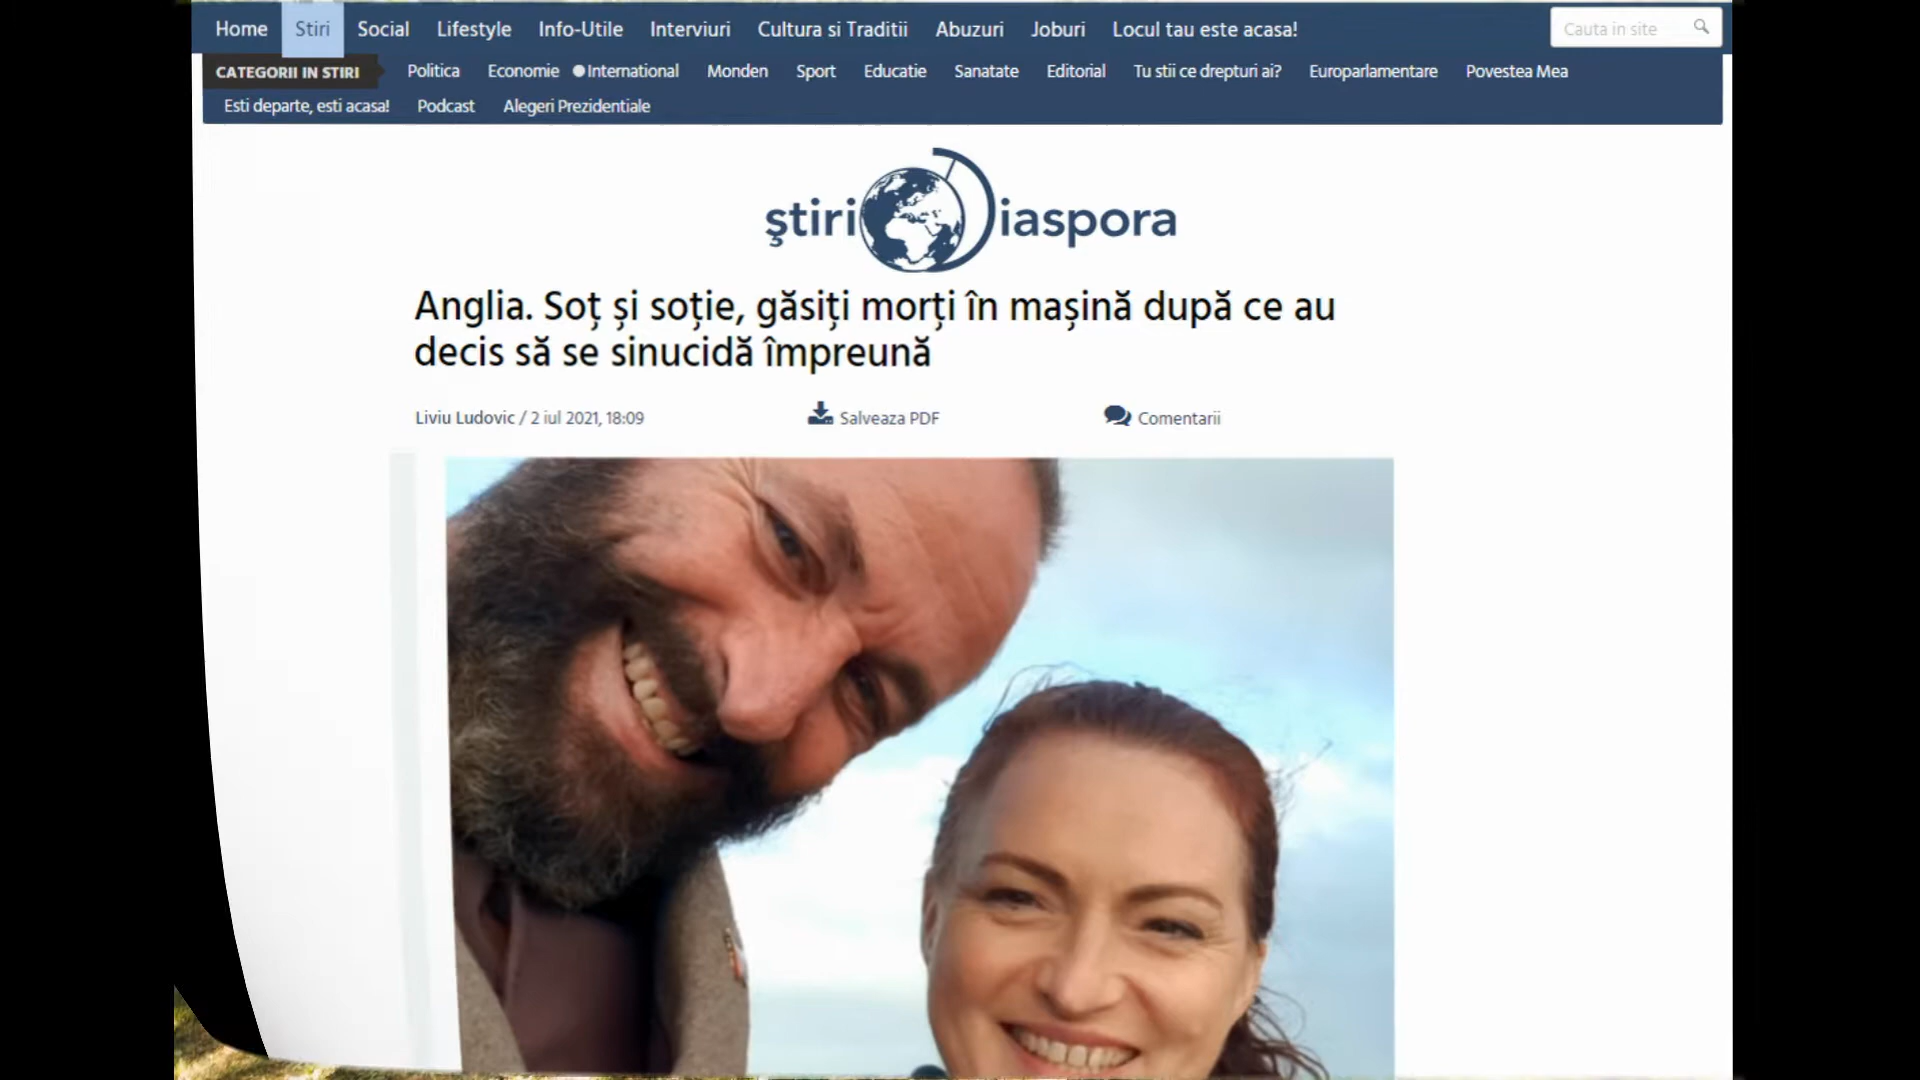 Home Stiri Social Lifestyle Info-Utile Interviuri Cultura si Traditii Abuzuri Joburi Locul tau este acasa! Cauta in site
CATEGORII IN STIRI Politica Economie International Monden Sport Educatie Sanatate Editorial Tu stii ce drepturi ai? Europarlamentare Povestea Mea
Esti departe, esti acasa! Podcast Alegeri Prezidentiale
știri Diaspora
Anglia. Soț și soție, găsiți morți în mașină după ce au
decis să se sinucidă împreună
Liviu Ludovic / 2 iul 2021, 18:09 Salveaza PDF Comentarii